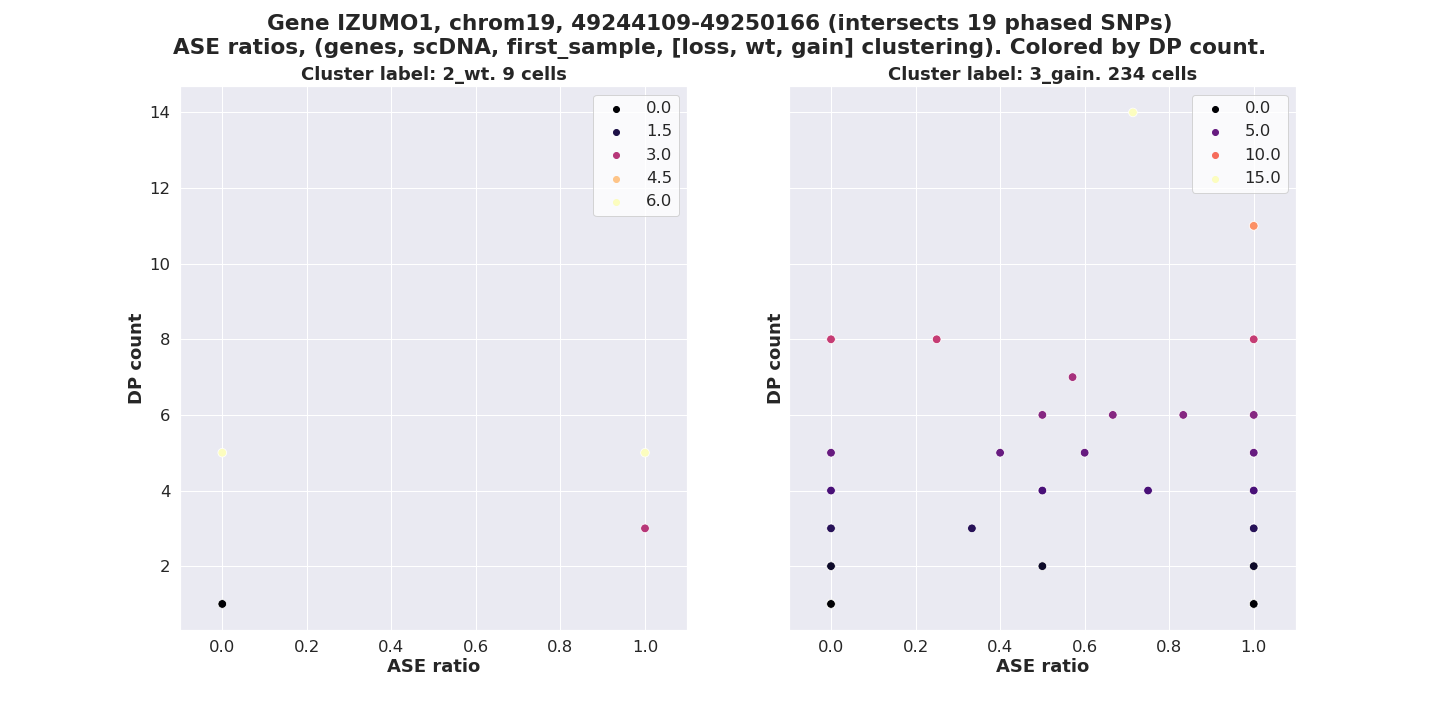 Gene IZUMO1, chrom19, 49244109-49250166 (intersects 19 phased SNPs)
ASE ratios, (genes, scDNA, first_sample, [loss, wt, gain] clustering). Colored by DP count.
Cluster label: 2_wt. 9 cells
0.0
1.5
3.0
4.5
6.0
14
12
10
8
6
4
2
DP count
0.0 0.2 0.4 0.6 0.8 1.0
ASE ratio
Cluster label: 3_gain. 234 cells
0.0
5.0
10.0
15.0
DP count
0.0 0.2 0.4 0.6 0.8 1.0
ASE ratio